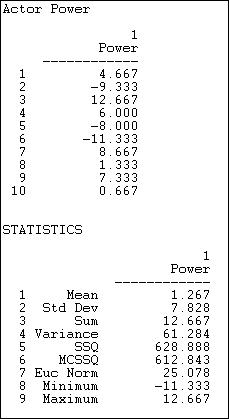 Actor Power
1
Power
-------------
1 4.667
2 -9.333
3 12.667
4 6.000
5 -8.000
6 -11.333
7 8.667
8 1.333
9 7.333
10 0.667
STATISTICS
1
Power
-------------
1 Mean 1.267
2 Std Dev 7.828
3 Sum 12.667
4 Variance 61.284
5 SSQ 628.888
6 MCSSQ 612.843
7 Euc Norm 25.078
8 Minimum -11.333
9 Maximum 12.667